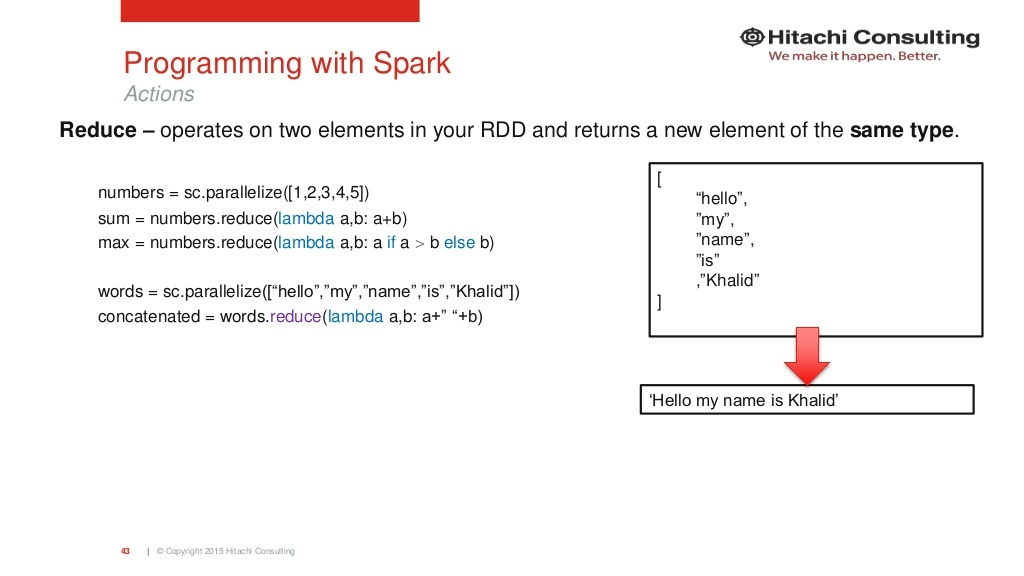 Hitachi Consulting
We make it happen. Better.
Programming with Spark
Actions
Reduce – operates on two elements in your RDD and returns a new element of the same type.
numbers = sc.parallelize([1,2,3,4,5])
sum = numbers.reduce(lambda a,b: a+b)
max = numbers.reduce(lambda a,b: a if a > b else b)
words = sc.parallelize([“hello”,”my”,”name”,”is”,”Khalid”])
concatenated = words.reduce(lambda a,b: a+” “+b)
[
“hello”,
”my”,
”name”,
”is”
,”Khalid”
]
‘Hello my name is Khalid’
43 | © Copyright 2015 Hitachi Consulting